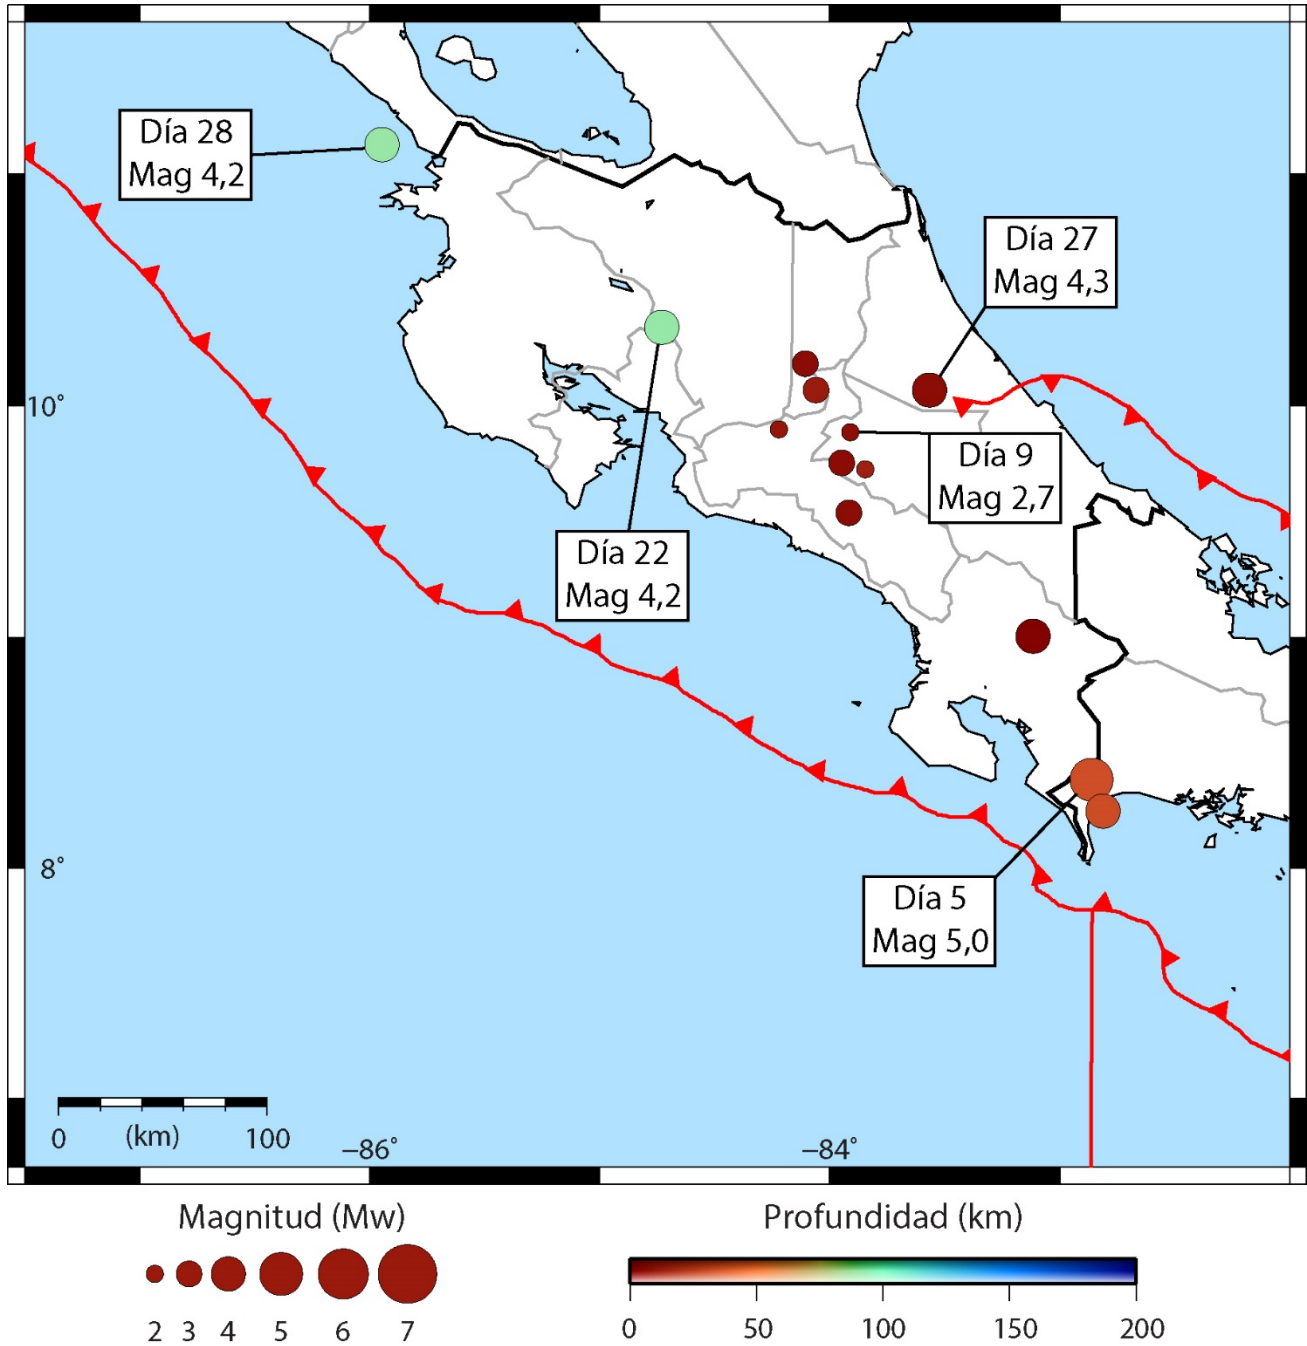 Día 28
Mag 4,2
Día 27
Mag 4,3
10°
Día 9
Mag 2,7
Día 22
Mag 4,2
8°
Día 5
Mag 5,0
0 (km) 100
−86°
−84°
Magnitud (Mw)
2 3 4 5 6 7
Profundidad (km)
0 50 100 150 200